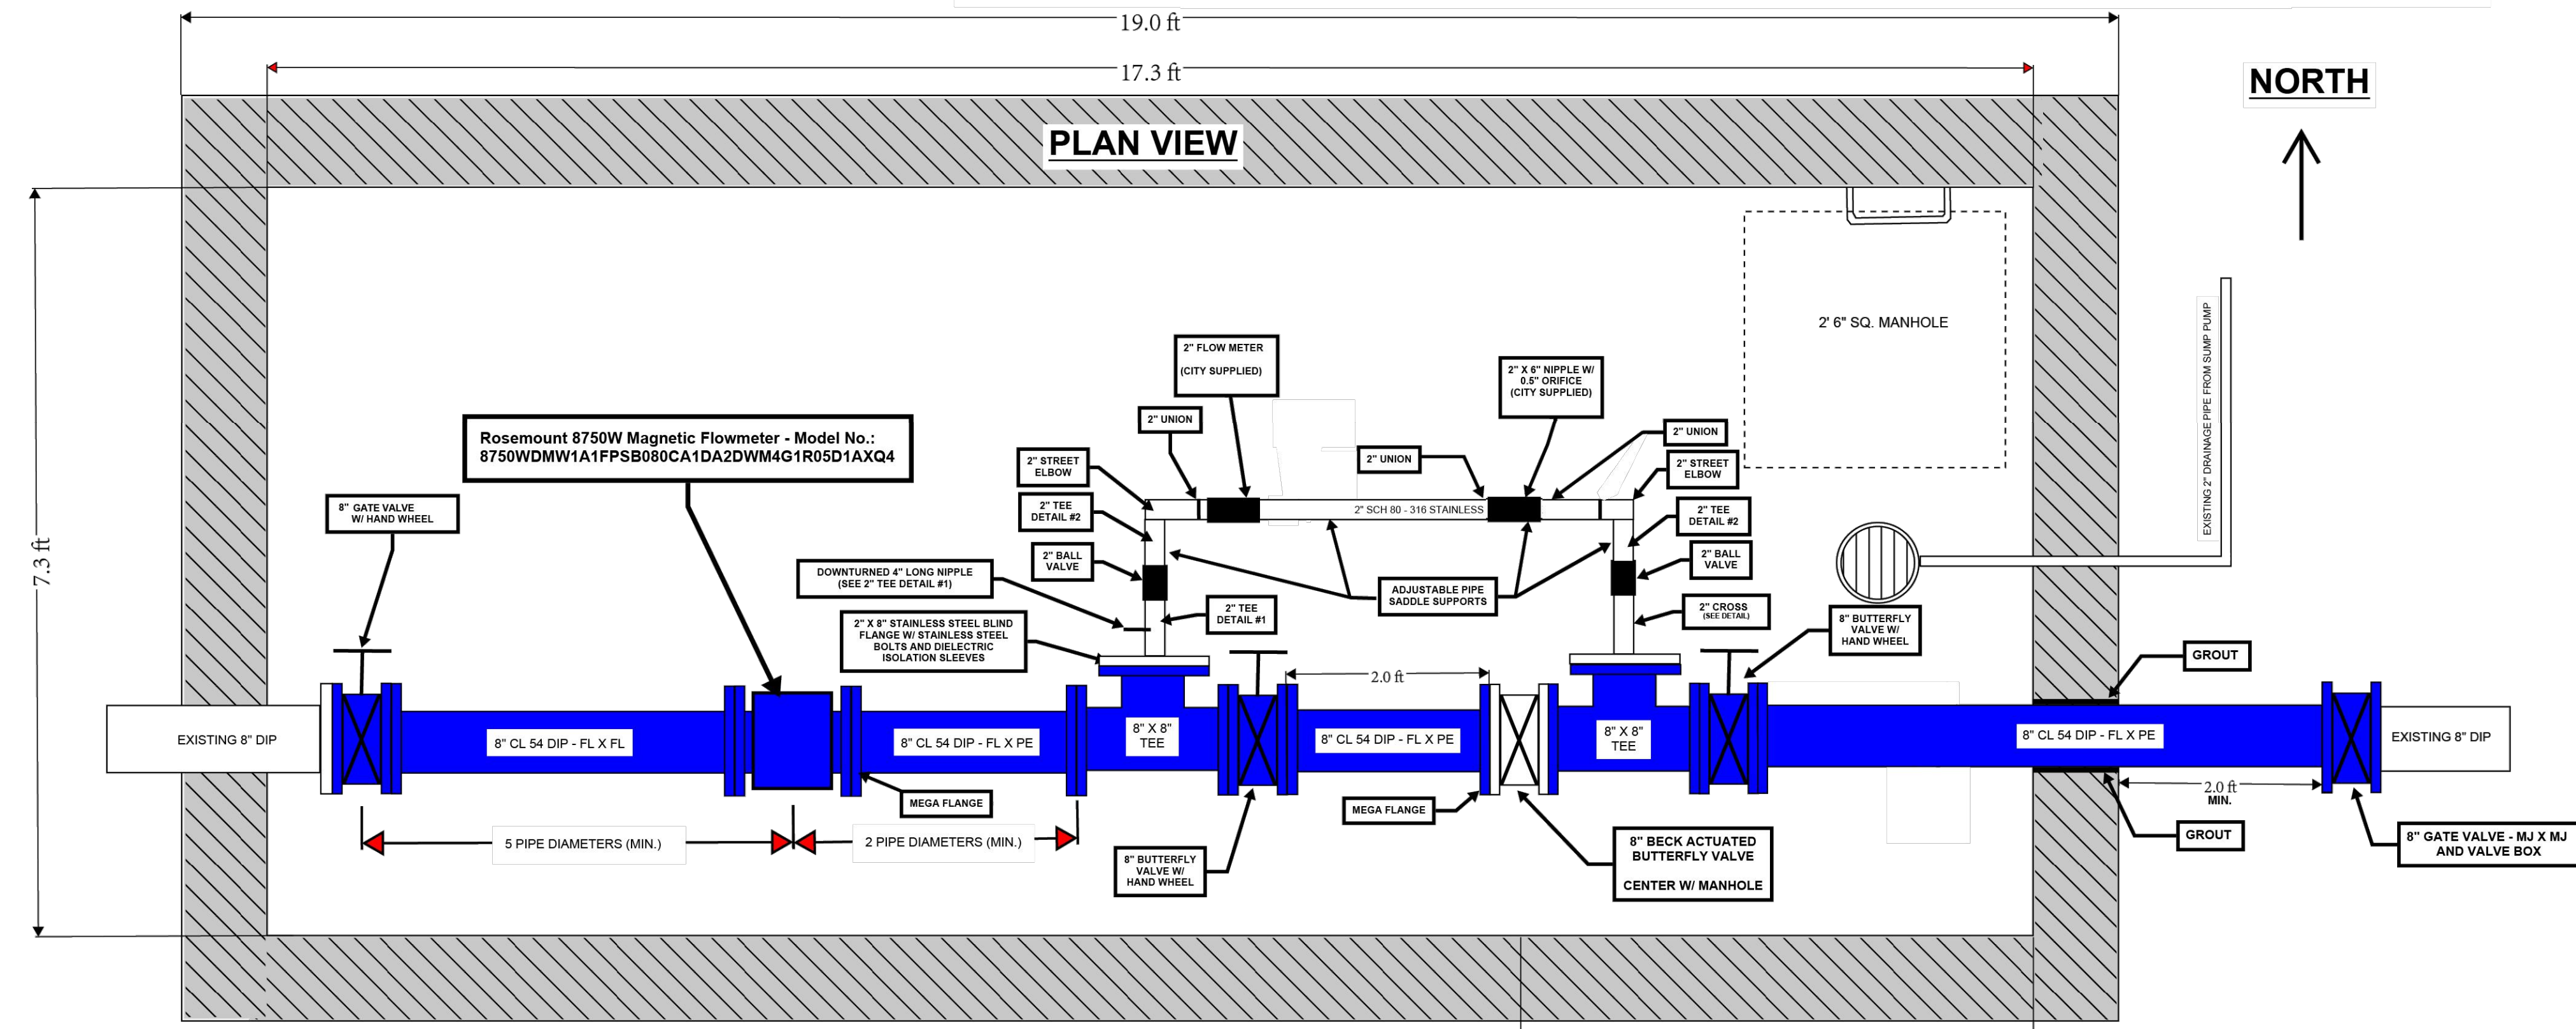 19.0 ft
17.3 ft
NORTH
PLAN VIEW
2' 6" SQ. MANHOLE
EXISTING 2" DRAINAGE PIPE FROM SUMP PUMP
7.3 ft
2" FLOW METER
(CITY SUPPLIED)
2" X 6" NIPPLE W/
0.5" ORIFICE
(CITY SUPPLIED)
2" UNION
2" UNION
2" UNION
Rosemount 8750W Magnetic Flowmeter - Model No.:
8750WDMW1A1FPSB080CA1DA2DWM4G1R05D1AXQ4
2" STREET
ELBOW
2" STREET
ELBOW
8" GATE VALVE
W/ HAND WHEEL
2" TEE
DETAIL #2
2" SCH 80 - 316 STAINLESS
2" TEE
DETAIL #2
2" BALL
VALVE
2" BALL
VALVE
DOWNTURNED 4" LONG NIPPLE
(SEE 2" TEE DETAIL #1)
ADJUSTABLE PIPE
SADDLE SUPPORTS
2" TEE
DETAIL #1
2" CROSS
(SEE DETAIL)
2" X 8" STAINLESS STEEL BLIND
FLANGE W/ STAINLESS STEEL
BOLTS AND DIELECTRIC
ISOLATION SLEEVES
8" BUTTERFLY
VALVE W/
HAND WHEEL
GROUT
2.0 ft
EXISTING 8" DIP
8" CL 54 DIP - FL X FL
8" CL 54 DIP - FL X PE
8" X 8"
TEE
8" CL 54 DIP - FL X PE
8" X 8"
TEE
8" CL 54 DIP - FL X PE
EXISTING 8" DIP
2.0 ft
MIN.
MEGA FLANGE
MEGA FLANGE
5 PIPE DIAMETERS (MIN.)
2 PIPE DIAMETERS (MIN.)
GROUT
8" BUTTERFLY
VALVE W/
HAND WHEEL
8" BECK ACTUATED
BUTTERFLY VALVE
CENTER W/ MANHOLE
8" GATE VALVE - MJ X MJ
AND VALVE BOX